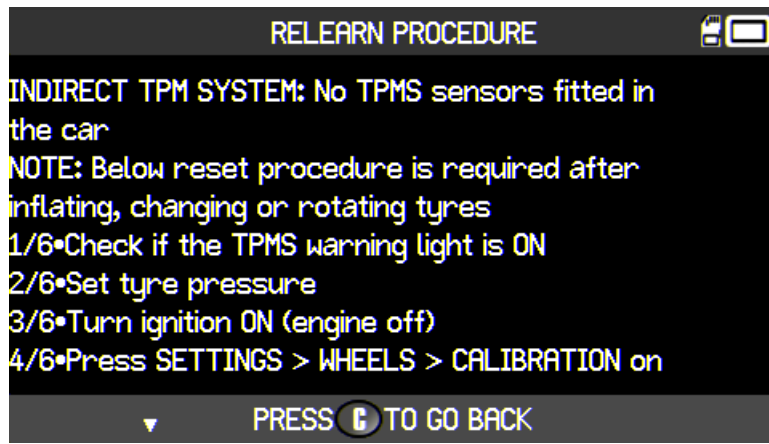 RELEARN PROCEDURE
INDIRECT TPM SYSTEM: No TPMS sensors fitted in
the car
NOTE: Below reset procedure is required after
inflating, changing or rotating tyres
1/6•Check if the TPMS warning light is ON
2/6•Set tyre pressure
3/6•Turn ignition ON (engine off)
4/6•Press SETTINGS > WHEELS > CALIBRATION on
PRESS C TO GO BACK